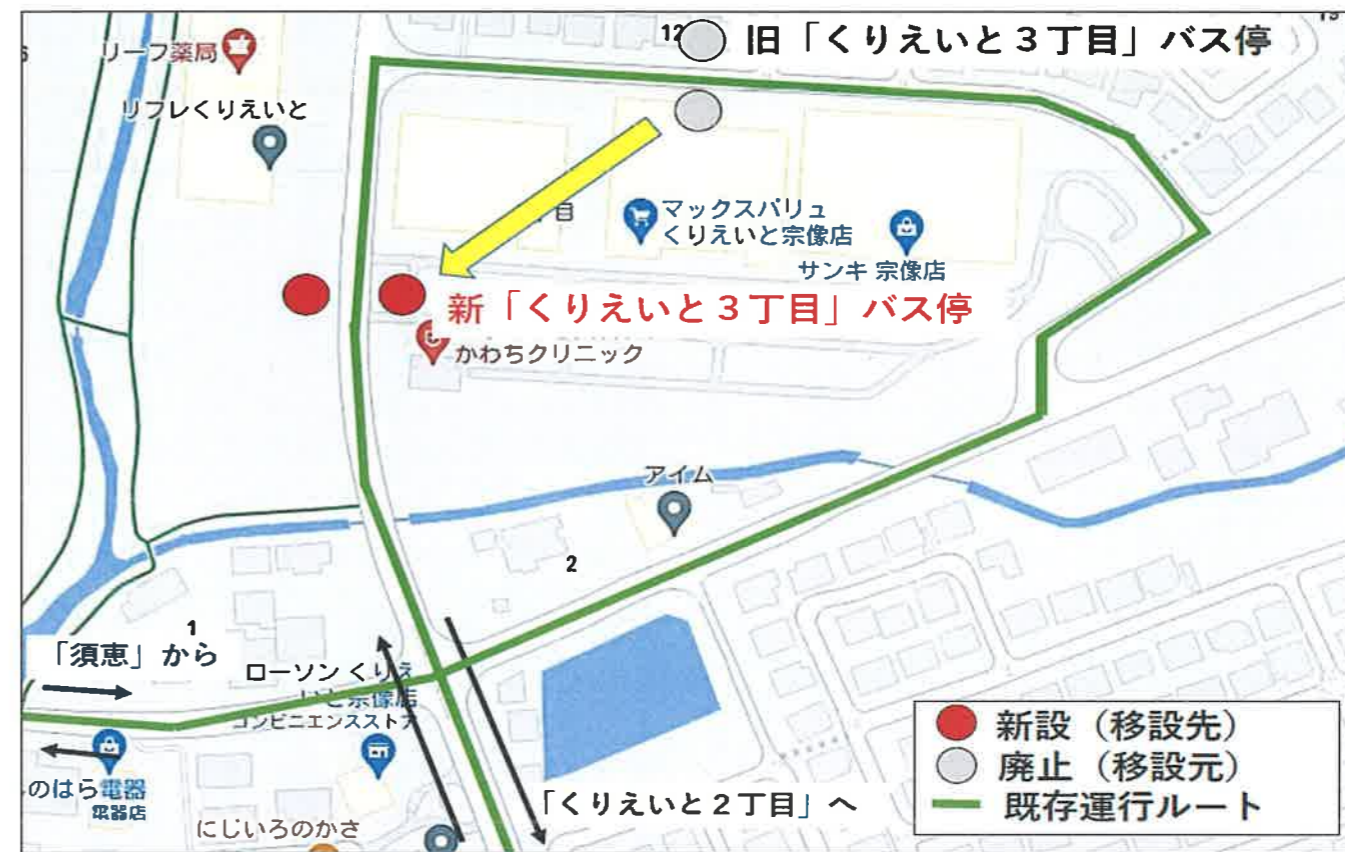 12
旧「くりえいと3丁目」バス停
リーフ薬局
リフレくりえいと
目
マックスバリュ
くりえいと宗像店
サンキ 宗像店
新「くりえいと3丁目」バス停
かわちクリニック
アイム
2
1
「須恵」から
ローソン くりえ
いと宗像店
コンビニエンスストア
のはら電器
電器店
にじいろのかさ
「くりえいと2丁目」へ
新設(移設先)
廃止(移設元)
既存運行ルート